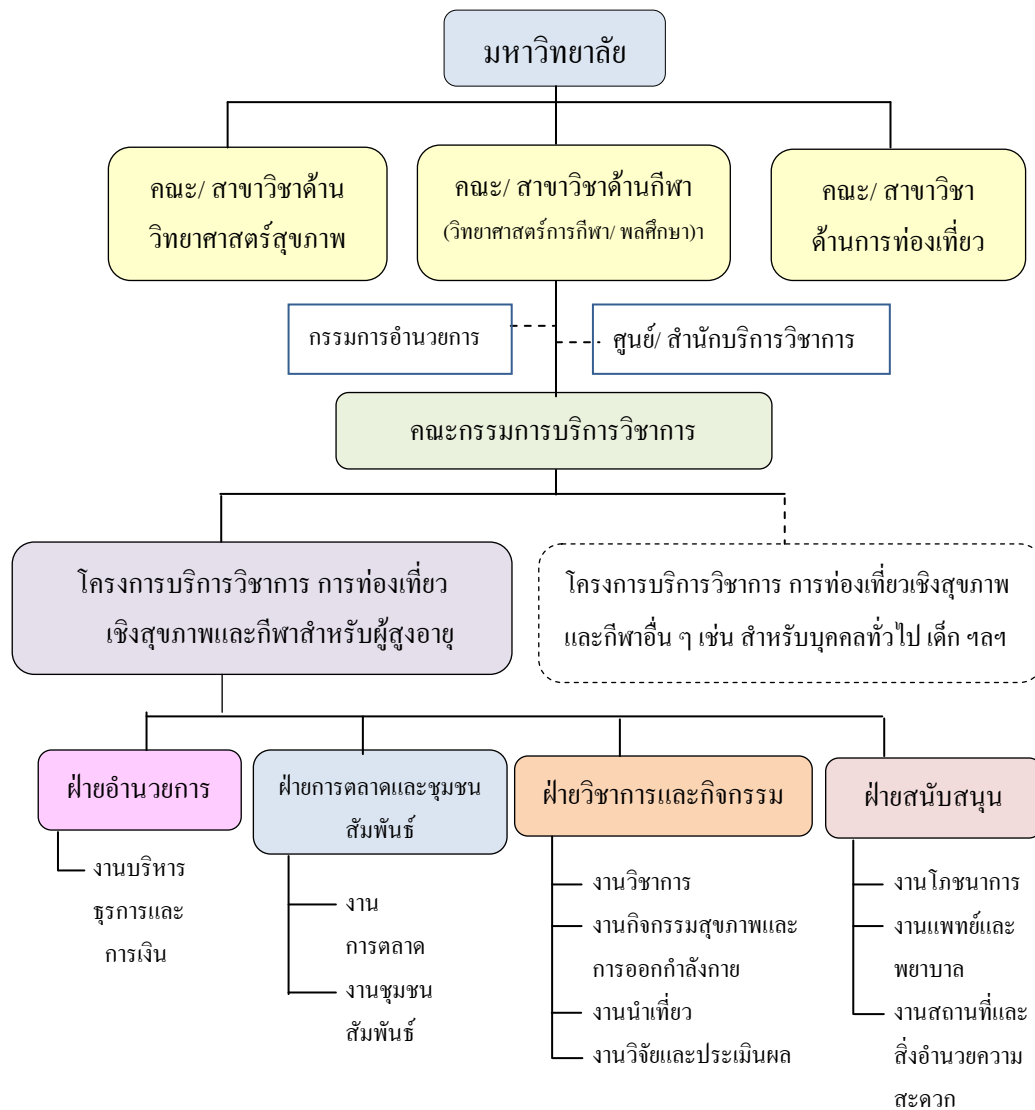 มหาวิทยาลัย
คณะ/ สาขาวิชาด้าน
วิทยาศาสตร์สุขภาพ
คณะ/ สาขาวิชาด้านกีฬา
(วิทยาศาสตร์การกีฬา/ พลศึกษา)า
คณะ/ สาขาวิชา
ด้านการท่องเที่ยว
กรรมการอำนวยการ
ศูนย์/ สำนักบริการวิชาการ
คณะกรรมการบริการวิชาการ
โครงการบริการวิชาการ การท่องเที่ยว
เชิงสุขภาพและกีฬาสำหรับผู้สูงอายุ
โครงการบริการวิชาการ การท่องเที่ยวเชิงสุขภาพ
และกีฬาอื่น ๆ เช่น สำหรับบุคคลทั่วไป เด็ก ฯลฯ
ฝ่ายอำนวยการ
งานบริหาร
ธุรการและ
การเงิน
ฝ่ายการตลาดและชุมชน
สัมพันธ์
งาน
การตลาด
งานชุมชน
สัมพันธ์
ฝ่ายวิชาการและกิจกรรม
งานวิชาการ
งานกิจกรรมสุขภาพและ
การออกกำลังกาย
งานนำเที่ยว
งานวิจัยและประเมินผล
ฝ่ายสนับสนุน
งานโภชนาการ
งานแพทย์และ
พยาบาล
งานสถานที่และ
สิ่งอำนวยความ
สะดวก